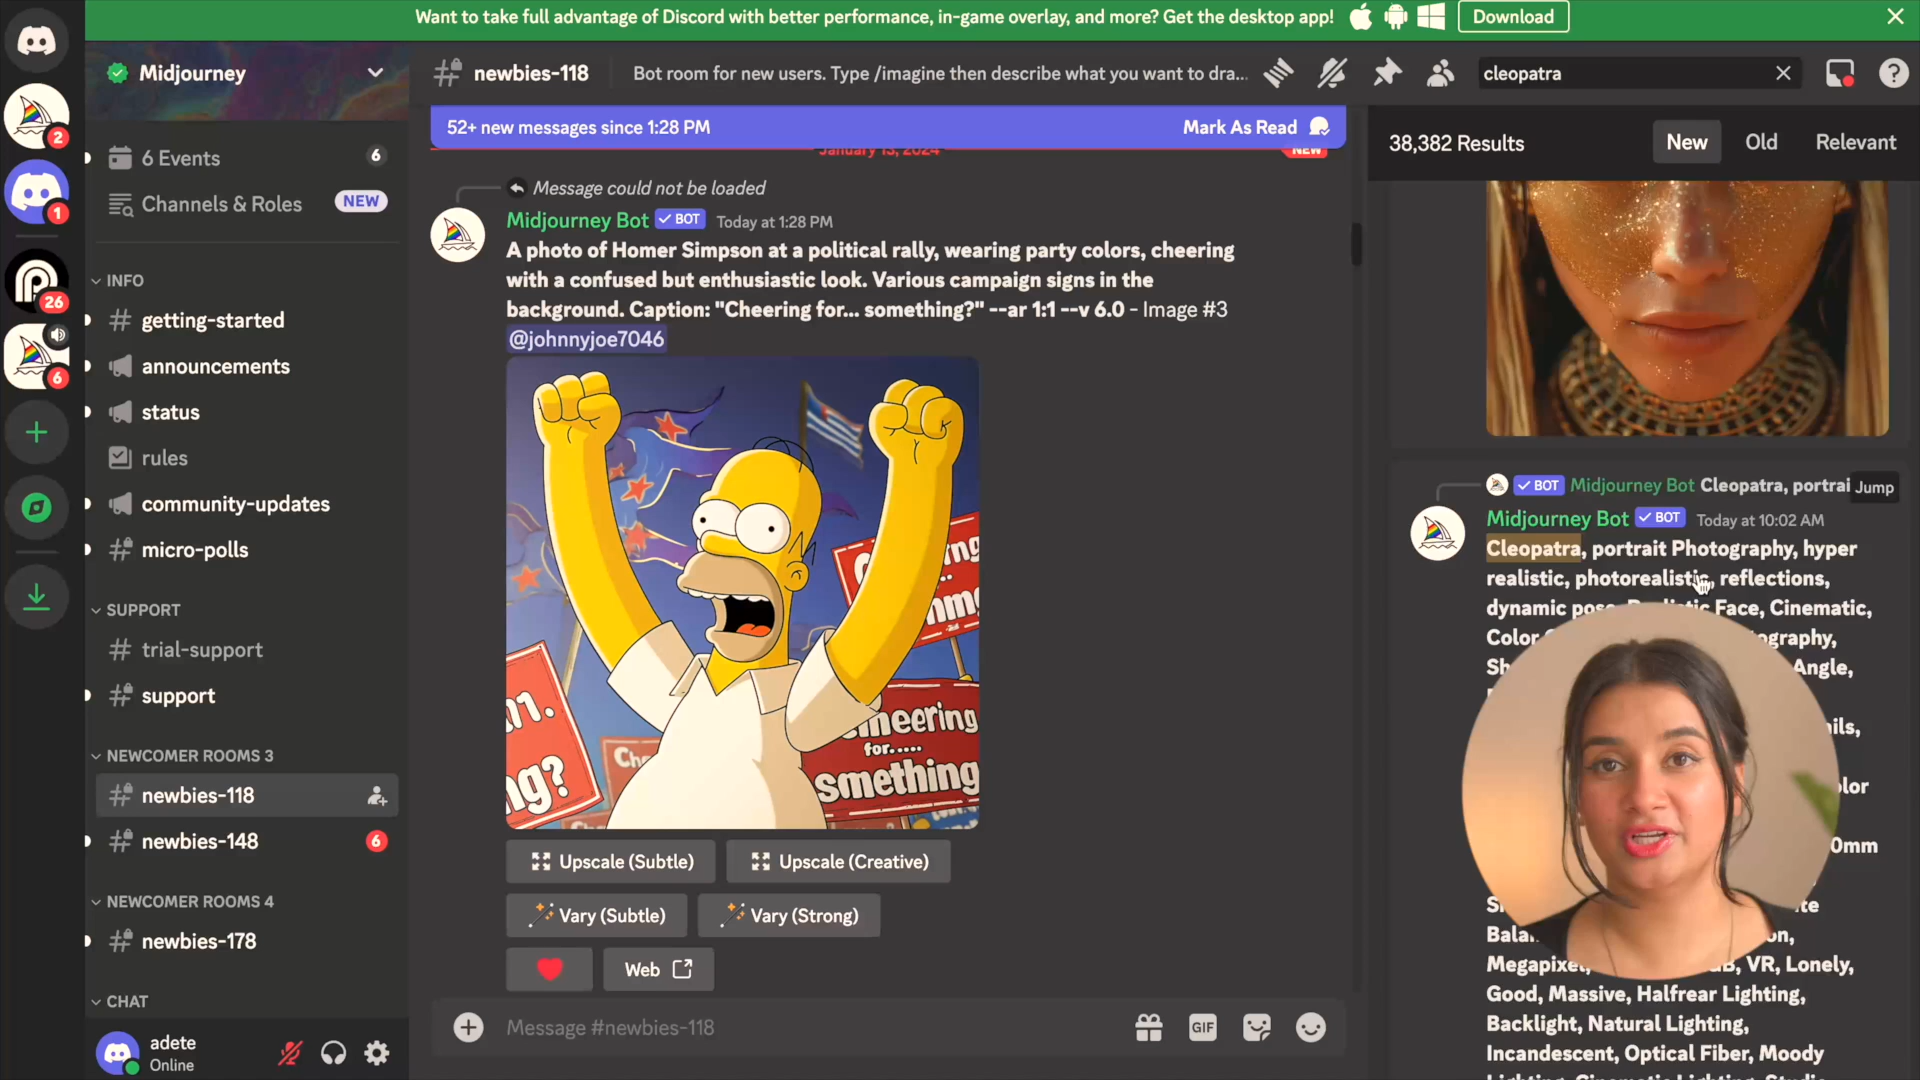 Want to take full advantage of Discord with better performance, in-game overlay, and more? Get the desktop app!
Download
Midjourney
newbies-118
Bot room for new users. Type /imagine then describe what you want to dra...
cleopatra
2
1
26
6
6 Events
6
Channels & Roles
NEW
INFO
getting-started
announcements
status
rules
community-updates
micro-polls
SUPPORT
trial-support
support
NEWCOMER ROOMS 3
newbies-118
newbies-148
6
NEWCOMER ROOMS 4
newbies-178
CHAT
adete
Online
52+ new messages since 1:28 PM
Mark As Read
January 13, 2024
NEW
Message could not be loaded
Midjourney Bot BOT Today at 1:28 PM
A photo of Homer Simpson at a political rally, wearing party colors, cheering
with a confused but enthusiastic look. Various campaign signs in the
background. Caption: "Cheering for... something?" --ar 1:1 --v 6.0 - Image #3
@johnnyjoe7046
ng?
heering
for.....
smething
Upscale (Subtle)
Upscale (Creative)
Vary (Subtle)
Vary (Strong)
Web
Message #newbies-118
GIF
38,382 Results
New
Old
Relevant
BOT Midjourney Bot Cleopatra, portrai
Jump
Midjourney Bot BOT Today at 10:02 AM
Cleopatra, portrait Photography, hyper
realistic, photorealistic, reflections,
dynamic pose, Realistic Face, Cinematic,
Color
Angle,
0mm
Megapixel, VR, Lonely,
Good, Massive, Halfrear Lighting,
Backlight, Natural Lighting,
Incandescent, Optical Fiber, Moody
Lighting, Cinematic Lighting, Studio